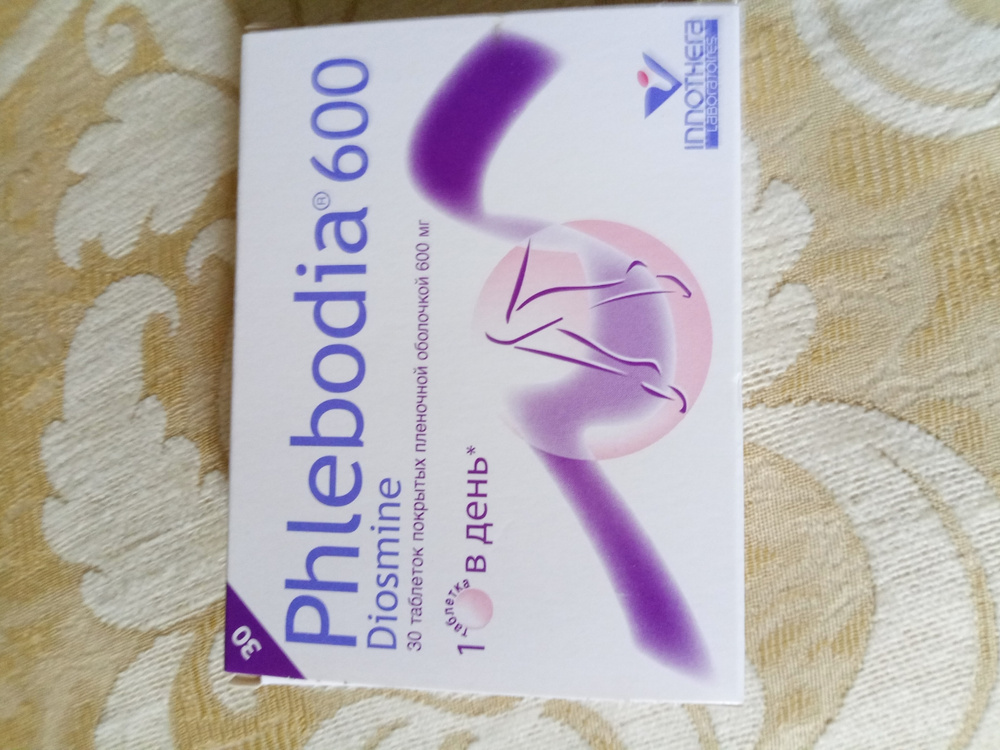 30
Phlebodia® 600
Diosmine
30 таблеток покрытых пленочной оболочкой 600 мг
1 таблетка в день*
INNOTHERA
LABORATOIRES